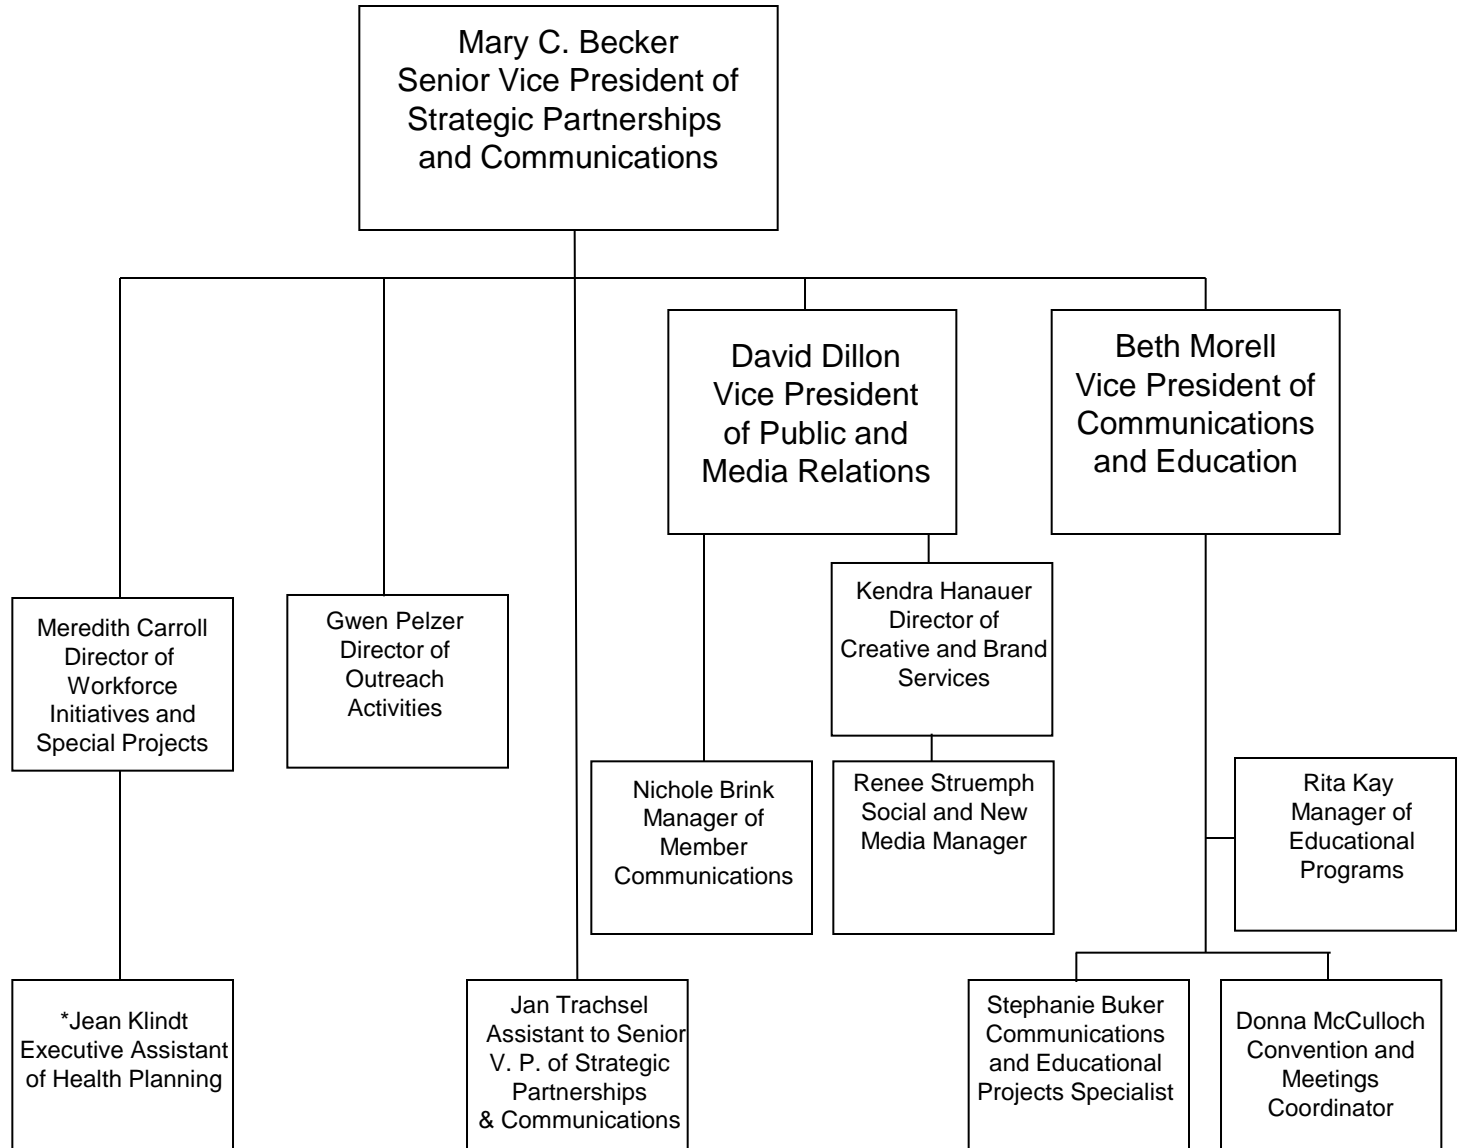 Mary C. Becker
Senior Vice President of
Strategic Partnerships
and Communications
David Dillon
Vice President
of Public and
Media Relations
Beth Morell
Vice President of
Communications
and Education
Meredith Carroll
Director of
Workforce
Initiatives and
Special Projects
Gwen Pelzer
Director of
Outreach
Activities
Kendra Hanauer
Director of
Creative and Brand
Services
Nichole Brink
Manager of
Member
Communications
Renee Struemph
Social and New
Media Manager
Rita Kay
Manager of
Educational
Programs
*Jean Klindt
Executive Assistant
of Health Planning
Jan Trachsel
Assistant to Senior
V. P. of Strategic
Partnerships
& Communications
Stephanie Buker
Communications
and Educational
Projects Specialist
Donna McCulloch
Convention and
Meetings
Coordinator